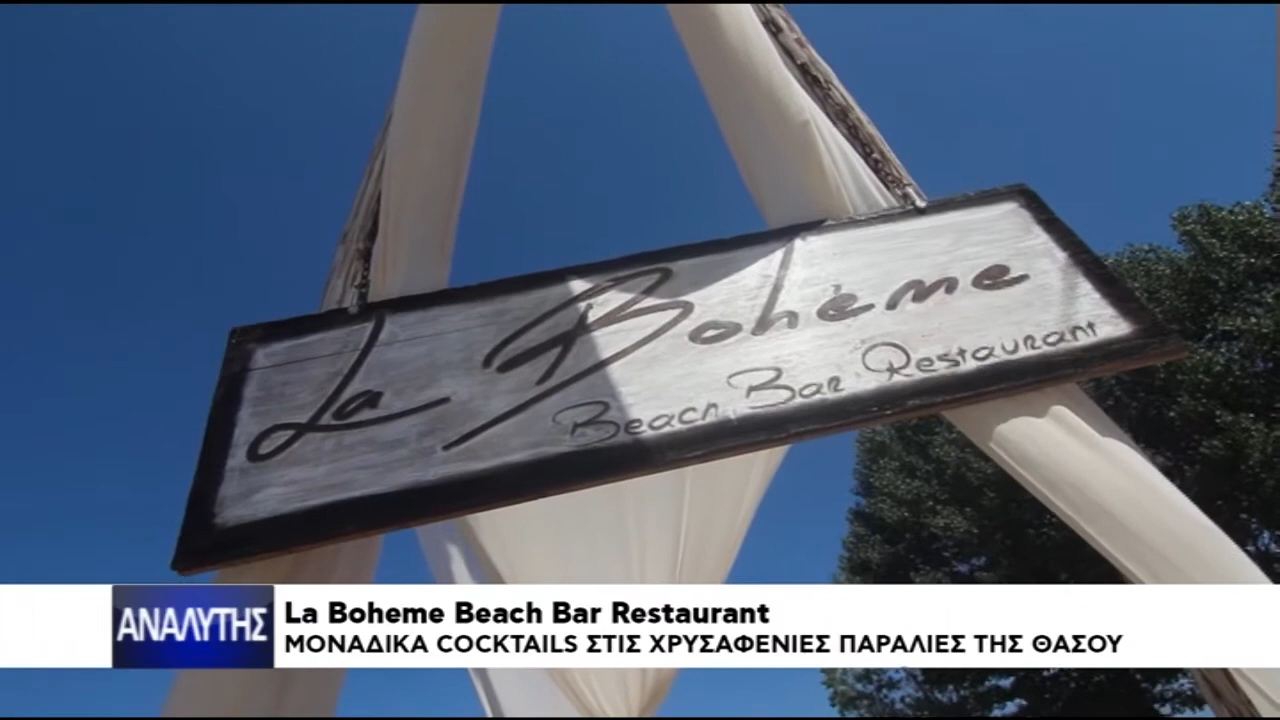 La Bohème
Beach Bar Restaurant
ΑΝΑΛΥΤΗΣ
La Boheme Beach Bar Restaurant
ΜΟΝΑΔΙΚΑ COCKTAILS ΣΤΙΣ ΧΡΥΣΑΦΕΝΙΕΣ ΠΑΡΑΛΙΕΣ ΤΗΣ ΘΑΣΟΥ